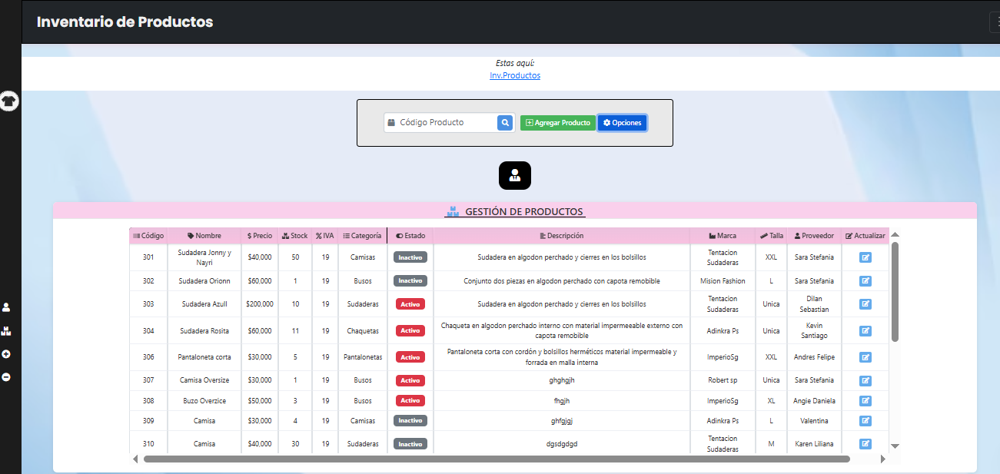 Inventario de Productos
Estas aquí:
Inv.Productos
Código Producto Agregar Producto Opciones
GESTIÓN DE PRODUCTOS
Código Nombre $ Precio Stock % IVA Categoría Estado Descripción Marca Talla Proveedor Actualizar
301 Sudadera Jonny y Nayri $40,000 50 19 Camisas Inactivo Sudadera en algodon perchado y cierres en los bolsillos Tentacion Sudaderas XXL Sara Stefania
302 Sudadera Orionn $60,000 1 19 Busos Inactivo Conjunto dos piezas en algodon perchado con capota remobible Mision Fashion L Sara Stefania
303 Sudadera Azull $200,000 10 19 Sudaderas Activo Sudadera en algodon perchado y cierres en los bolsillos Tentacion Sudaderas Unica Dilan Sebastian
304 Sudadera Rosita $60,000 11 19 Chaquetas Activo Chaqueta en algodon perchado interno con material impermeeable externo con capota remobible Adinkra Ps Unica Kevin Santiago
306 Pantaloneta corta $30,000 5 19 Pantalonetas Activo Pantaloneta corta con cordón y bolsillos herméticos material impermeable y forrada en malla interna ImperioSg XXL Andres Felipe
307 Camisa Oversize $30,000 1 19 Busos Activo ghghgjh Robert sp Unica Sara Stefania
308 Buzo Overzice $50,000 3 19 Busos Activo fhgjh ImperioSg XL Angie Daniela
309 Camisa $30,000 4 19 Camisas Inactivo ghfgjgj Adinkra Ps L Valentina
310 Camisa $40,000 30 19 Sudaderas Inactivo dgsdgdgd Tentacion Sudaderas M Karen Liliana